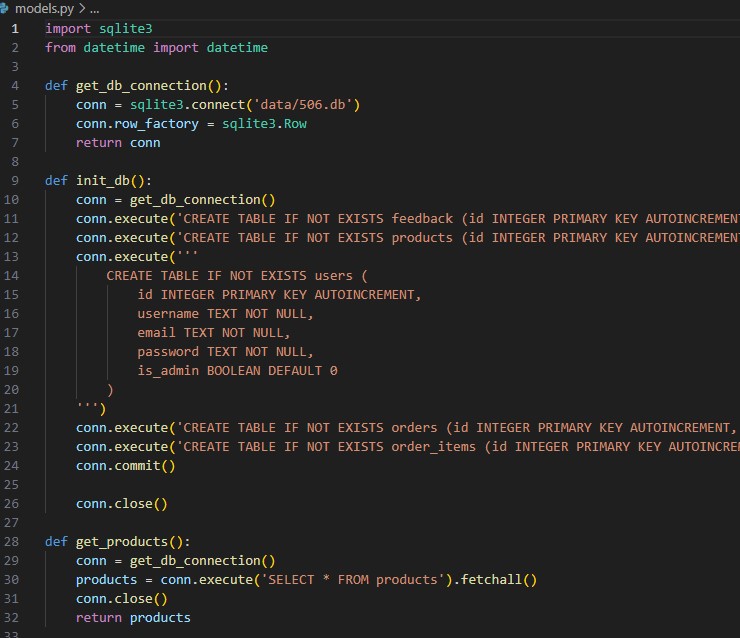 models.py > ...
1 import sqlite3
2 from datetime import datetime
3
4 def get_db_connection():
5     conn = sqlite3.connect('data/506.db')
6     conn.row_factory = sqlite3.Row
7     return conn
8
9 def init_db():
10     conn = get_db_connection()
11     conn.execute('CREATE TABLE IF NOT EXISTS feedback (id INTEGER PRIMARY KEY AUTOINCREMENT
12     conn.execute('CREATE TABLE IF NOT EXISTS products (id INTEGER PRIMARY KEY AUTOINCREMENT
13     conn.execute('''
14         CREATE TABLE IF NOT EXISTS users (
15             id INTEGER PRIMARY KEY AUTOINCREMENT,
16             username TEXT NOT NULL,
17             email TEXT NOT NULL,
18             password TEXT NOT NULL,
19             is_admin BOOLEAN DEFAULT 0
20         )
21     ''')
22     conn.execute('CREATE TABLE IF NOT EXISTS orders (id INTEGER PRIMARY KEY AUTOINCREMENT,
23     conn.execute('CREATE TABLE IF NOT EXISTS order_items (id INTEGER PRIMARY KEY AUTOINCRE
24     conn.commit()
25
26     conn.close()
27
28 def get_products():
29     conn = get_db_connection()
30     products = conn.execute('SELECT * FROM products').fetchall()
31     conn.close()
32     return products
33